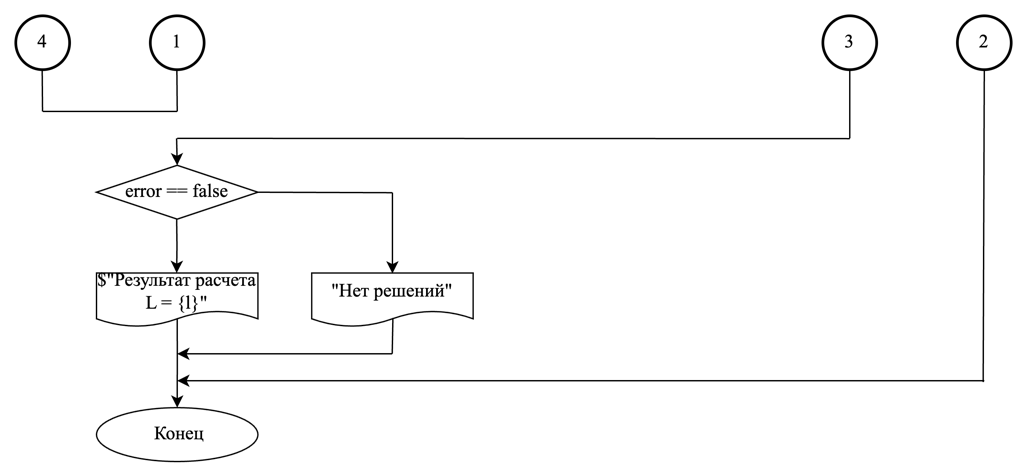 4
1
3
2
error == false
$"Результат расчета
L = {l}"
"Нет решений"
Конец